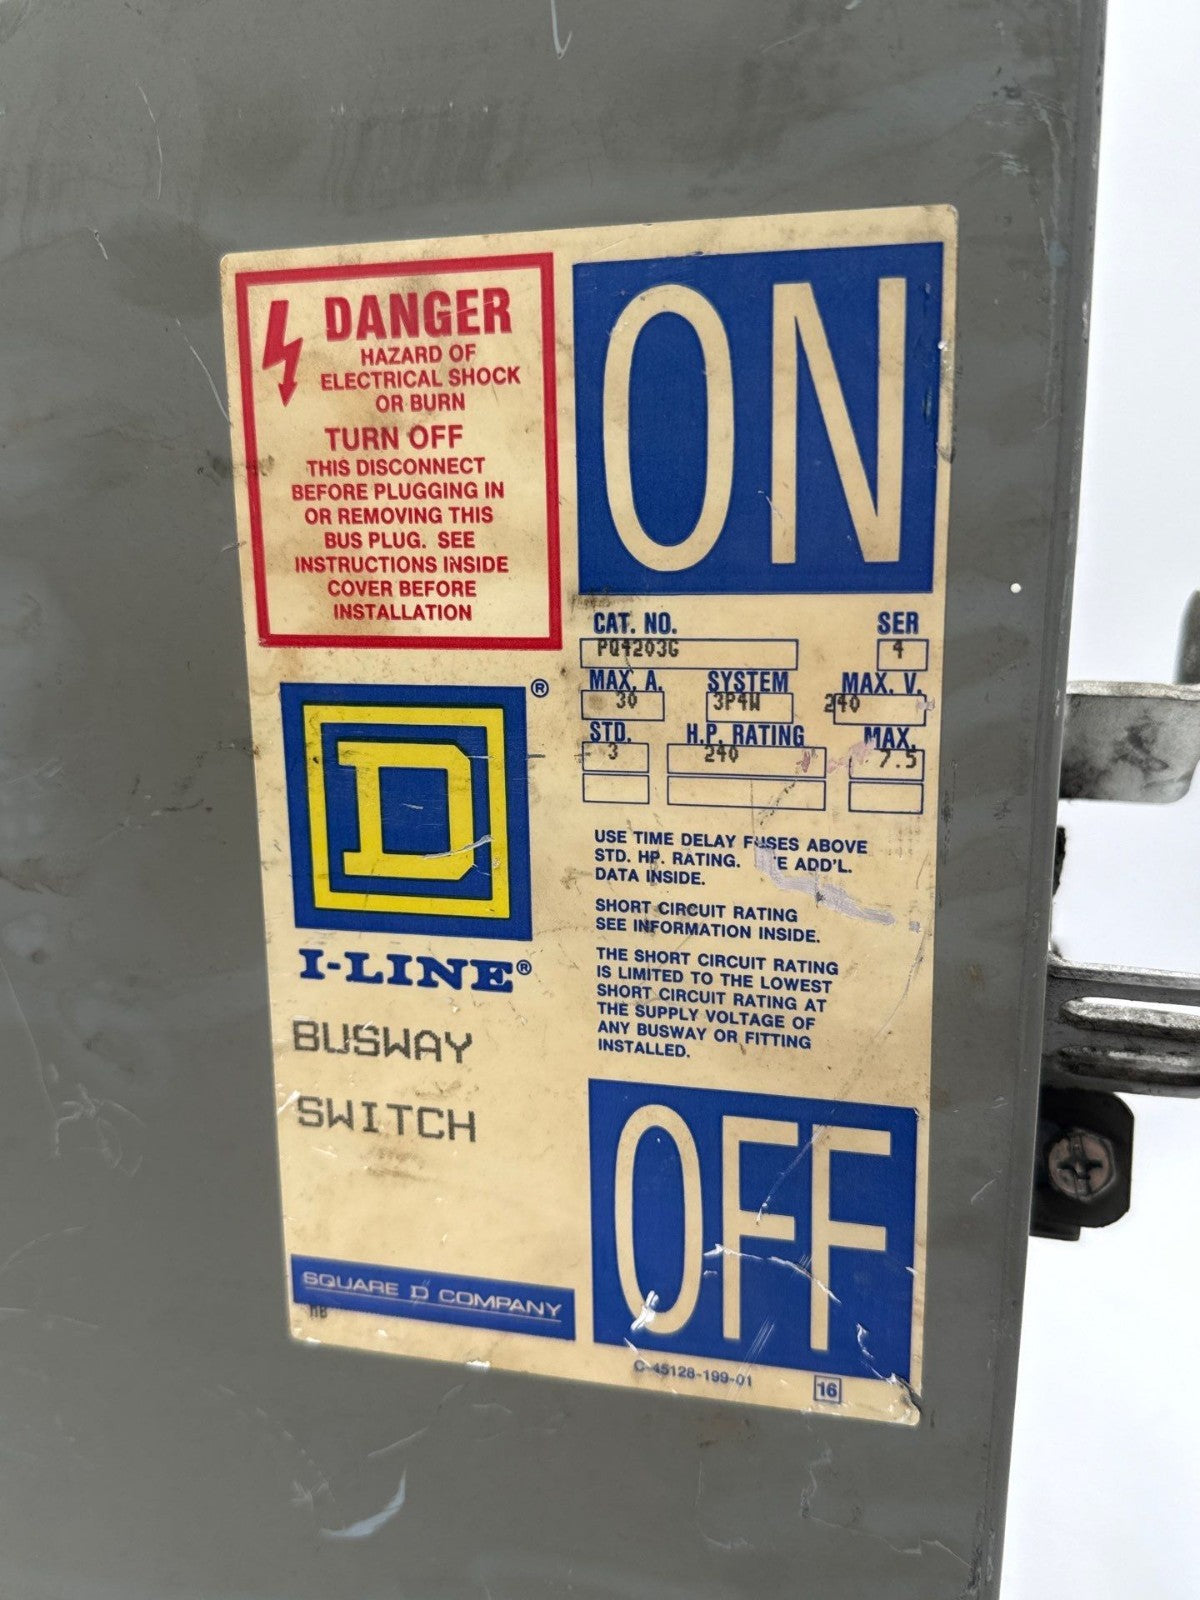 DANGER
HAZARD OF
ELECTRICAL SHOCK
OR BURN
TURN OFF
THIS DISCONNECT
BEFORE PLUGGING IN
OR REMOVING THIS
BUS PLUG. SEE
INSTRUCTIONS INSIDE
COVER BEFORE
INSTALLATION
ON
CAT. NO. SER
PQ4203G 4
MAX. A. SYSTEM MAX. V.
30 3P4W 240
STD. H.P. RATING MAX.
3 240 7.5
USE TIME DELAY FUSES ABOVE
STD. HP. RATING. E ADD'L.
DATA INSIDE.
SHORT CIRCUIT RATING
SEE INFORMATION INSIDE.
THE SHORT CIRCUIT RATING
IS LIMITED TO THE LOWEST
SHORT CIRCUIT RATING AT
THE SUPPLY VOLTAGE OF
ANY BUSWAY OR FITTING
INSTALLED.
D ®
I-LINE®
BUSWAY
SWITCH
SQUARE D COMPANY
OFF
C-45128-199-01
16